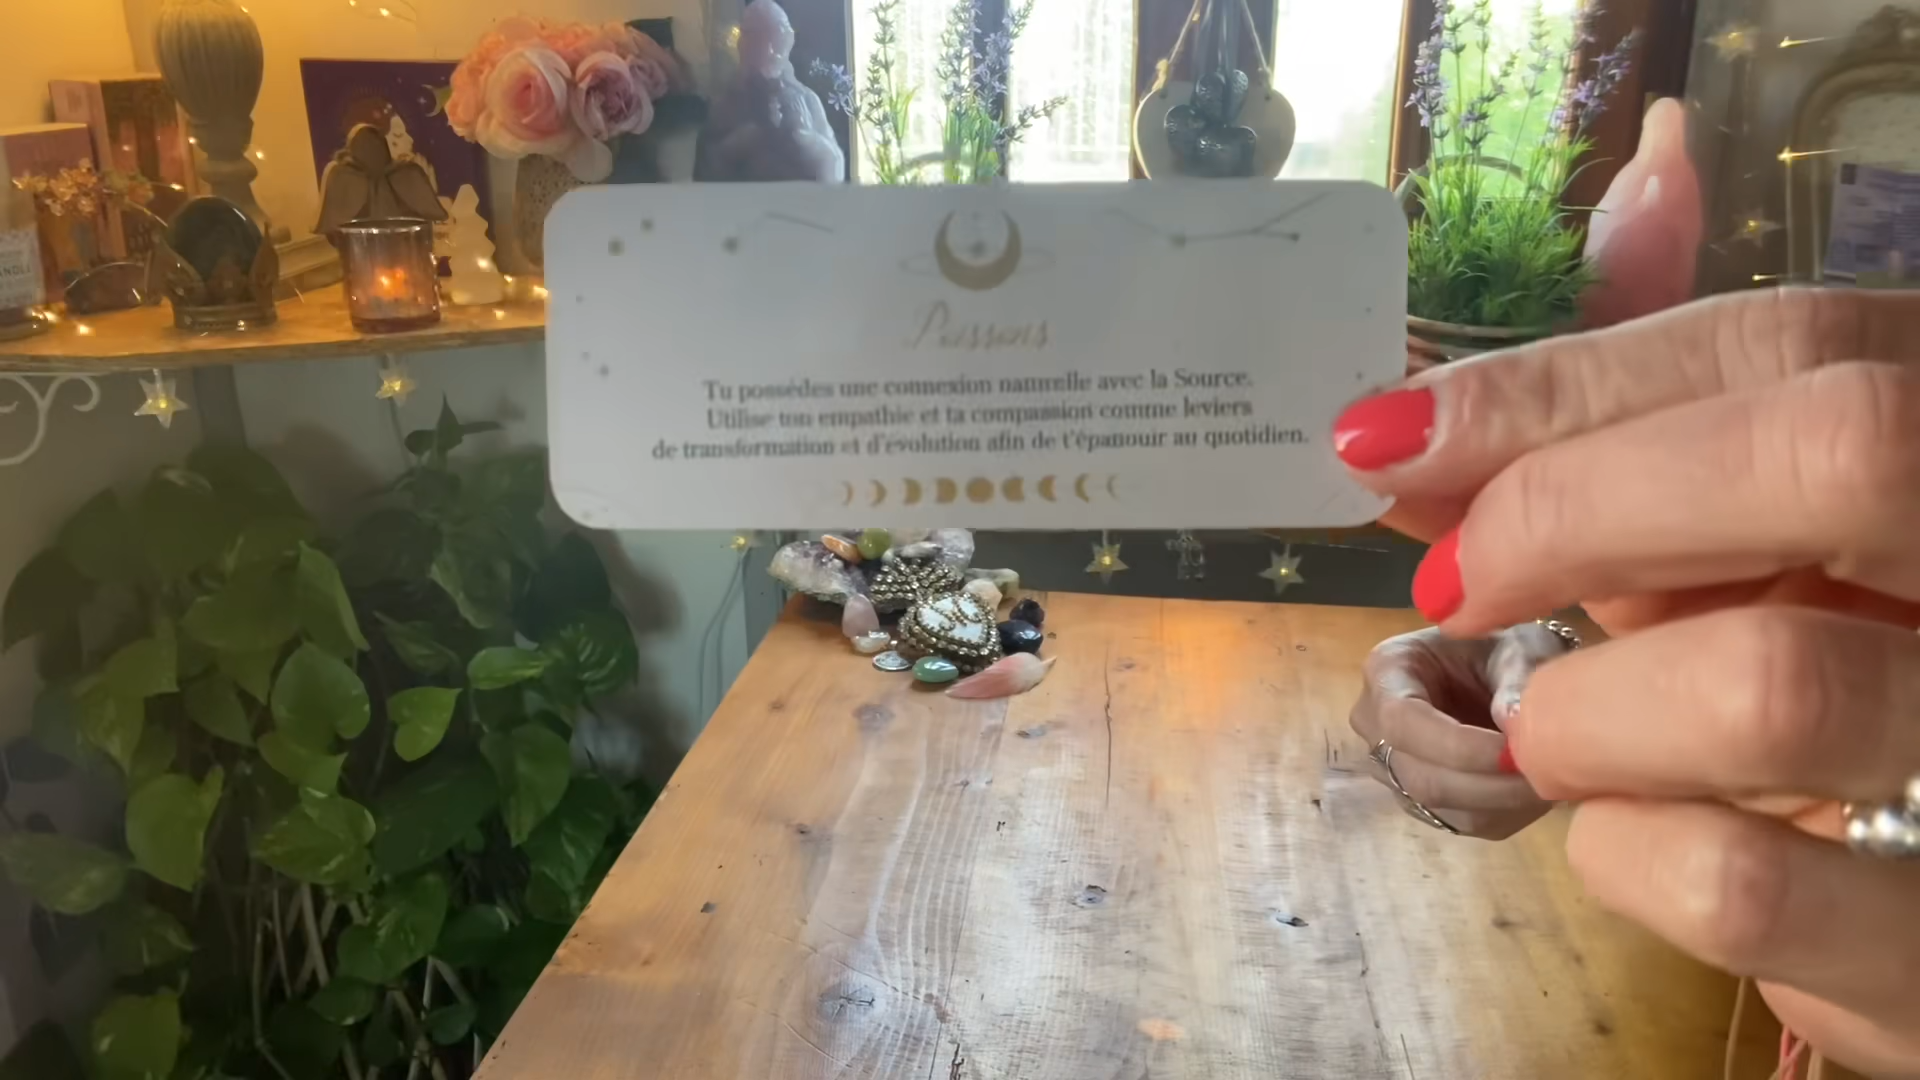 Poissons
Tu possèdes une connexion naturelle avec la Source.
Utilise ton empathie et ta compassion comme leviers
de transformation et d'évolution afin de t'épanouir au quotidien.